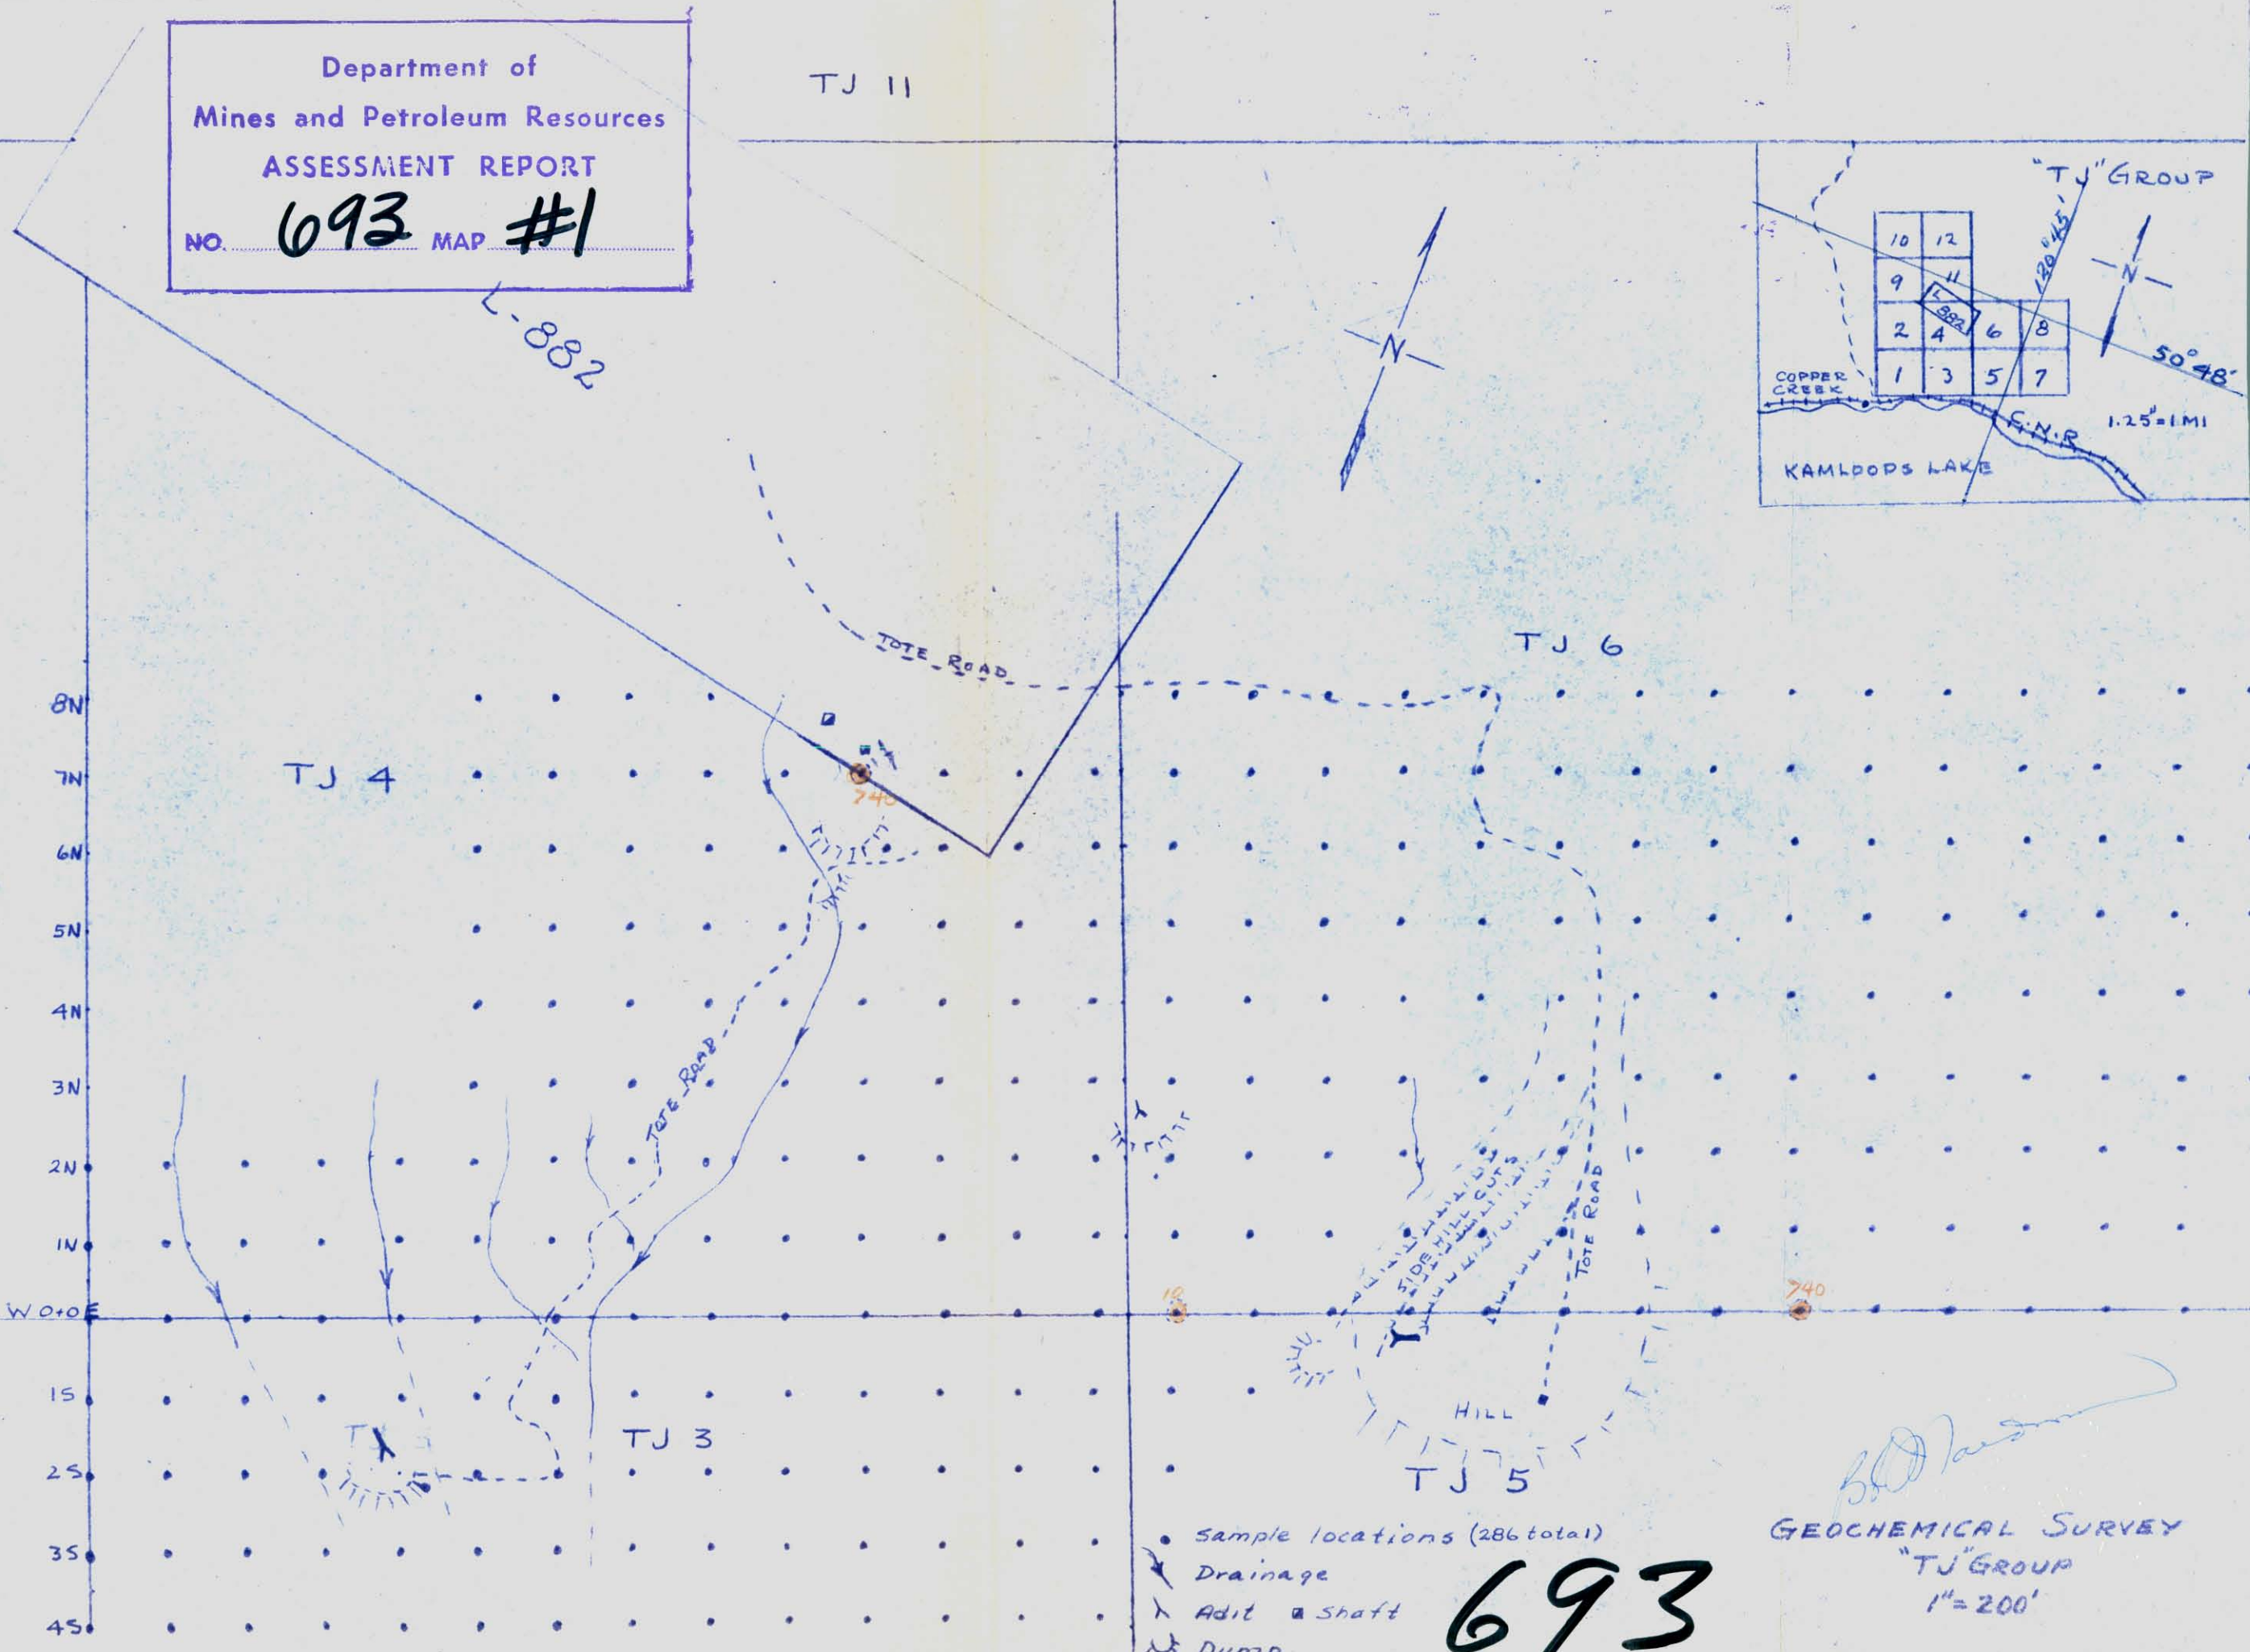 Department of
Mines and Petroleum Resources
ASSESSMENT REPORT
NO. 693 MAP #1
TJ 11
L-882
N
"TJ" GROUP
120°45'
N
10 12
9 11
L 882
2 4 6 8
1 3 5 7
50°48'
COPPER
CREEK
C.N.R
1.25"=1 MI
KAMLOOPS LAKE
TOTE ROAD
TJ 6
8N
7N
TJ 4
740
6N
5N
4N
TOTE ROAD
3N
2N
SIDE HILL CUTS
TOTE ROAD
1N
W 0+0 E
740
1S
HILL
TJ 3
2S
TJ 5
3S
4S
Sample locations (286 total)
Drainage
Adit Shaft
Dump
693
GEOCHEMICAL SURVEY
"TJ" GROUP
1"=200'